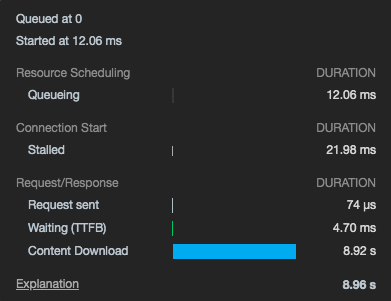 Queued at 0
Started at 12.06 ms
Resource Scheduling DURATION
Queueing 12.06 ms
Connection Start DURATION
Stalled 21.98 ms
Request/Response DURATION
Request sent 74 µs
Waiting (TTFB) 4.70 ms
Content Download 8.92 s
Explanation 8.96 s